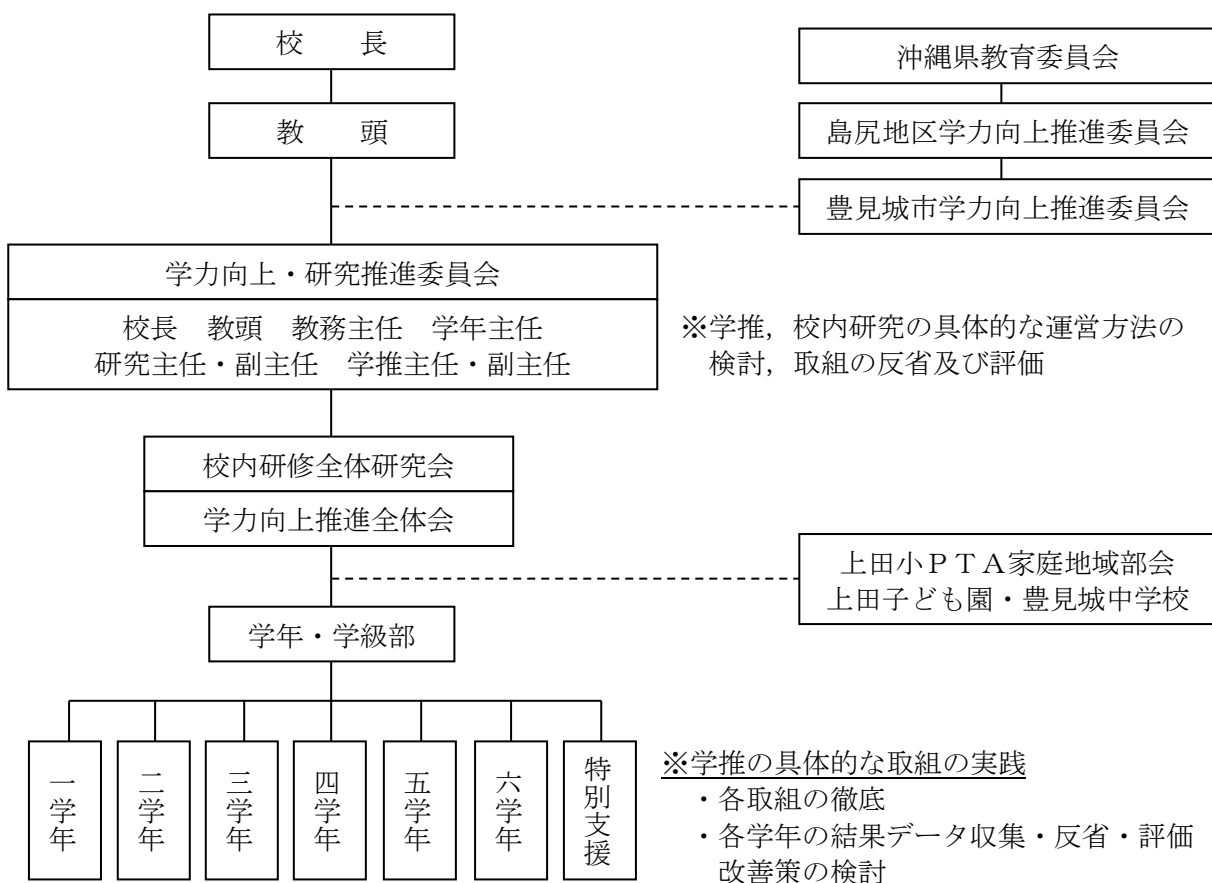 校　　長
教　　頭
沖縄県教育委員会
島尻地区学力向上推進委員会
豊見城市学力向上推進委員会
学力向上・研究推進委員会
校長　教頭　教務主任　学年主任
研究主任・副主任　学推主任・副主任
※学推，校内研究の具体的な運営方法の
検討，取組の反省及び評価
校内研修全体研究会
学力向上推進全体会
上田小ＰＴＡ家庭地域部会
上田子ども園・豊見城中学校
学年・学級部
一学年
二学年
三学年
四学年
五学年
六学年
特別支援
※学推の具体的な取組の実践
・各取組の徹底
・各学年の結果データ収集・反省・評価
改善策の検討